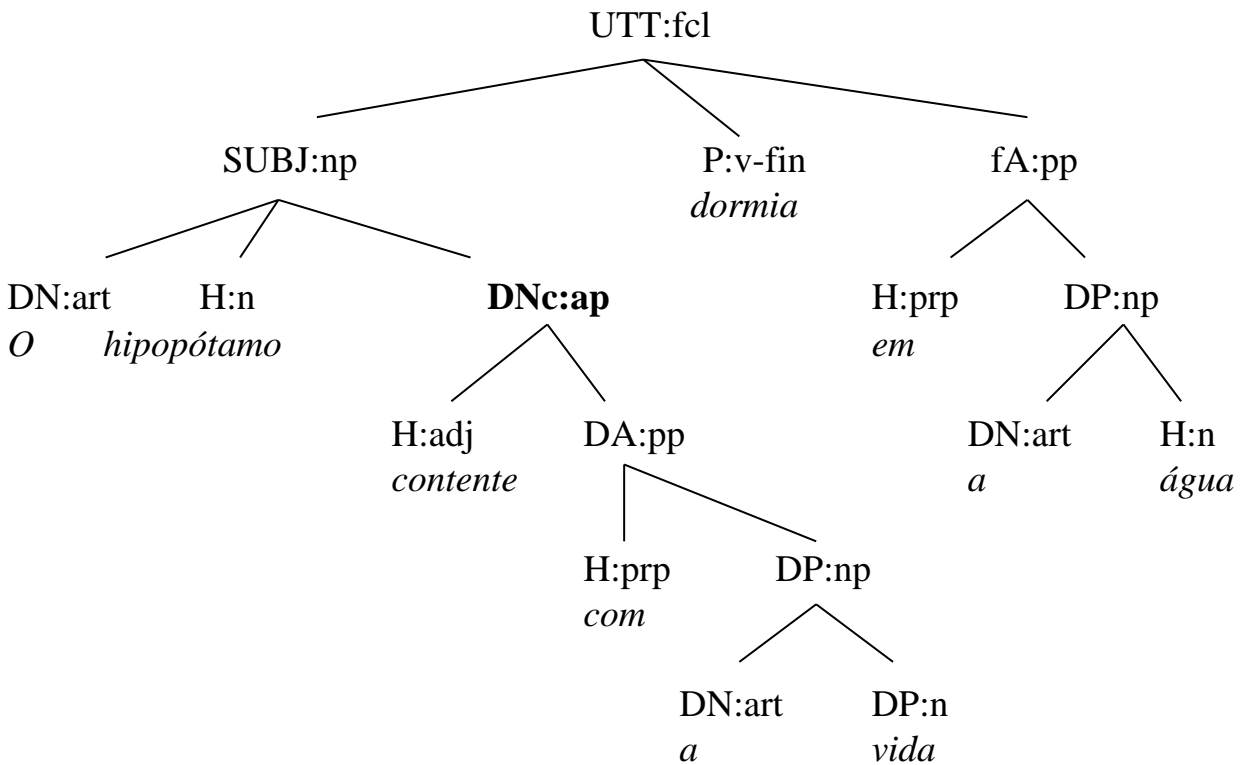 UTT:fcl
SUBJ:np P:v-fin fA:pp
dormia
DN:art H:n DNc:ap H:prp DP:np
O hipopótamo em
H:adj DA:pp DN:art H:n
contente a água
H:prp DP:np
com
DN:art DP:n
a vida